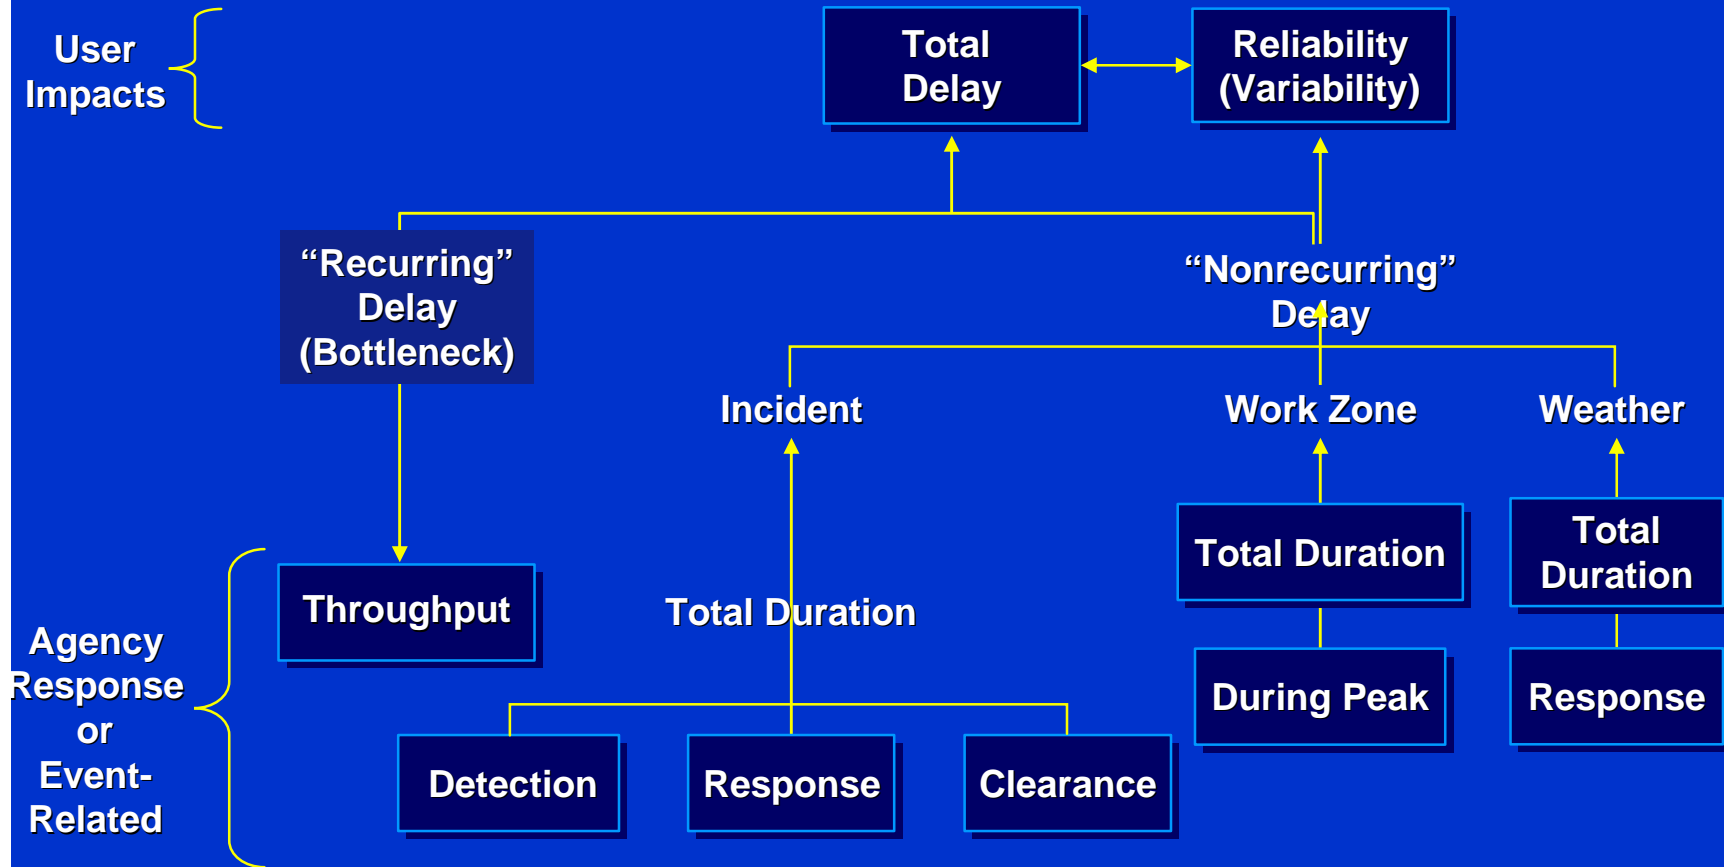 User
Impacts
Total
Delay
Reliability
(Variability)
“Recurring”
Delay
(Bottleneck)
“Nonrecurring”
Delay
Incident
Work Zone
Weather
Total Duration
Total
Duration
Throughput
Total Duration
Agency
Response
or
Event-
Related
During Peak
Response
Detection
Response
Clearance